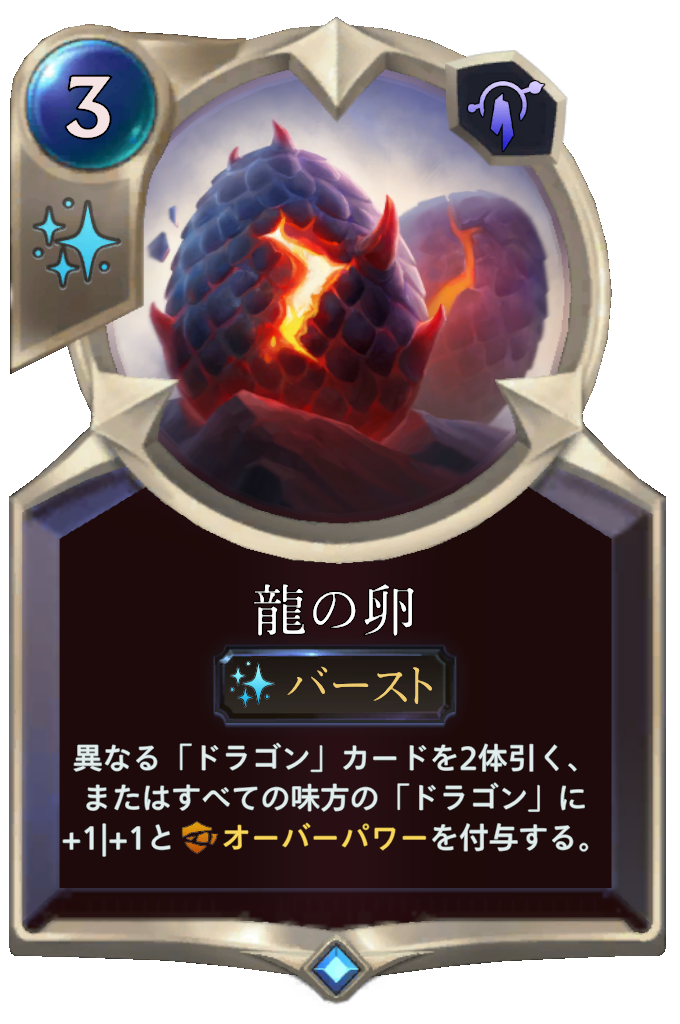 3
龍の卵
バースト
異なる「ドラゴン」カードを2体引く、
またはすべての味方の「ドラゴン」に
+1|+1と オーバーパワーを付与する。